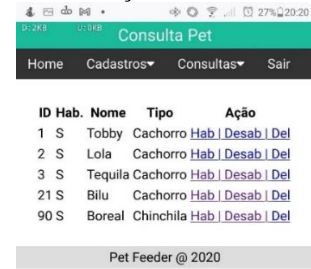 27% 20:20
D:2KB U:0KB
Consulta Pet
Home Cadastros▾ Consultas▾ Sair
ID Hab. Nome Tipo Ação
1 S Tobby Cachorro Hab | Desab | Del
2 S Lola Cachorro Hab | Desab | Del
3 S Tequila Cachorro Hab | Desab | Del
21 S Bilu Cachorro Hab | Desab | Del
90 S Boreal Chinchila Hab | Desab | Del
Pet Feeder @ 2020